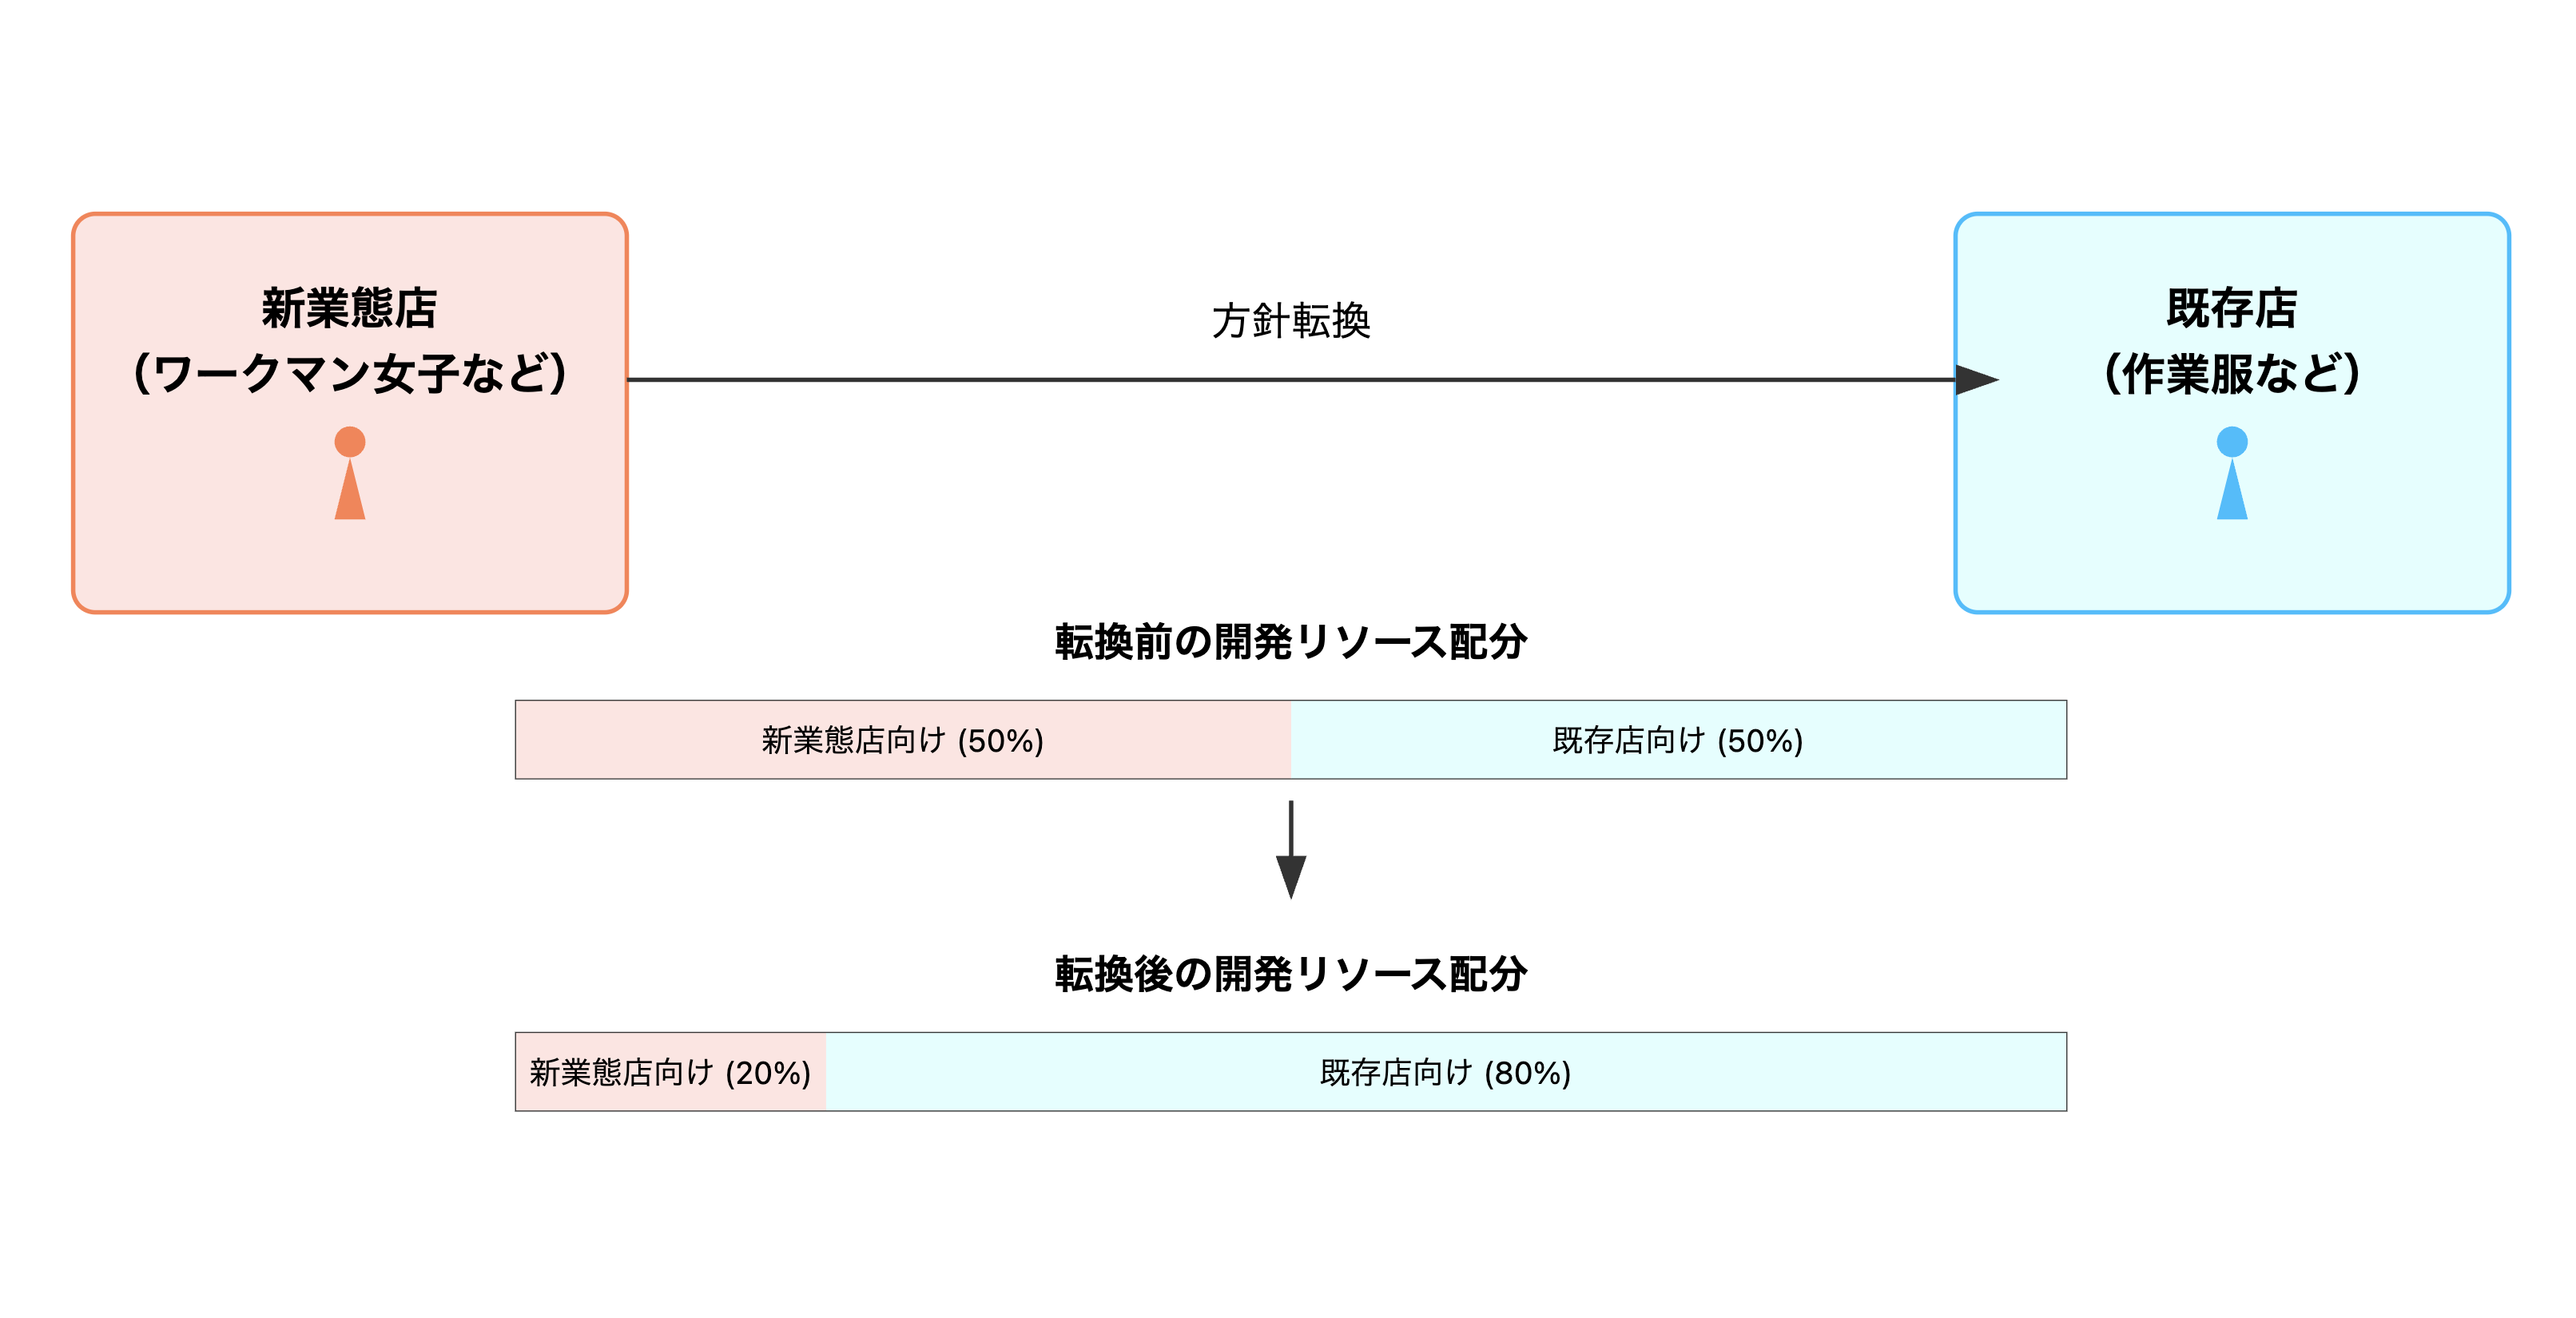 新業態店
（ワークマン女子など）
方針転換
既存店
（作業服など）
転換前の開発リソース配分
新業態店向け (50%)
既存店向け (50%)
転換後の開発リソース配分
新業態店向け (20%)
既存店向け (80%)